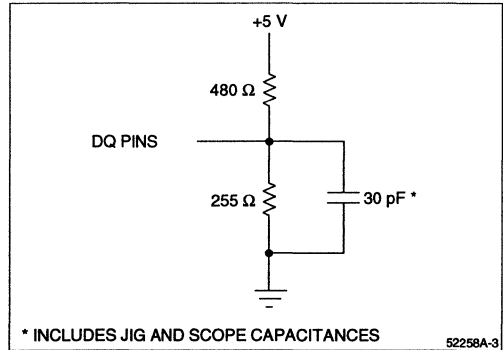 +5 V
480 Ω
DQ PINS
255 Ω
30 pF *
* INCLUDES JIG AND SCOPE CAPACITANCES
52258A-3